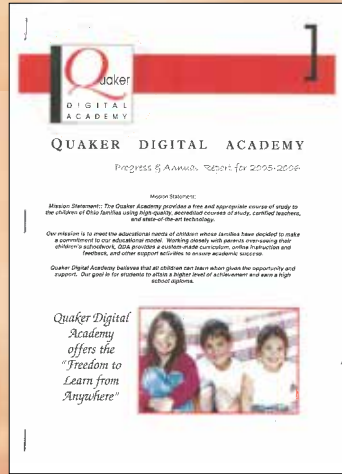 Quaker
DIGITAL
ACADEMY
QUAKER DIGITAL ACADEMY
Progress & Annual Report for 2005-2006
Mission Statement:
Mission Statement:: The Quaker Academy provides a free and appropriate course of study to
the children of Ohio families using high-quality, accredited courses of study, certified teachers,
and state-of-the-art technology.
Our mission is to meet the educational needs of children whose families have decided to make
a commitment to our educational model. Working closely with parents overseeing their
children's schoolwork, QDA provides a custom-made curriculum, online instruction and
feedback, and other support activities to ensure academic success.
Quaker Digital Academy believes that all children can learn when given the opportunity and
support. Our goal is for students to attain a higher level of achievement and earn a high
school diploma.
Quaker Digital
Academy
offers the
"Freedom to
Learn from
Anywhere"